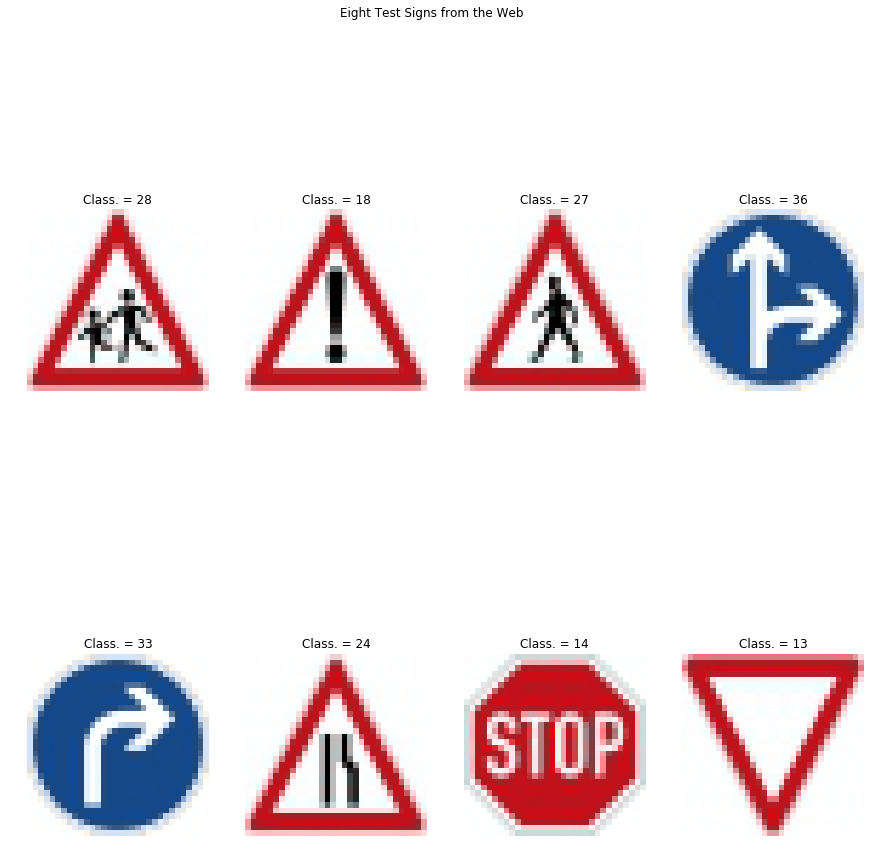 Eight Test Signs from the Web
Class. = 28
Class. = 18
Class. = 27
Class. = 36
Class. = 33
Class. = 24
Class. = 14
Class. = 13
STOP